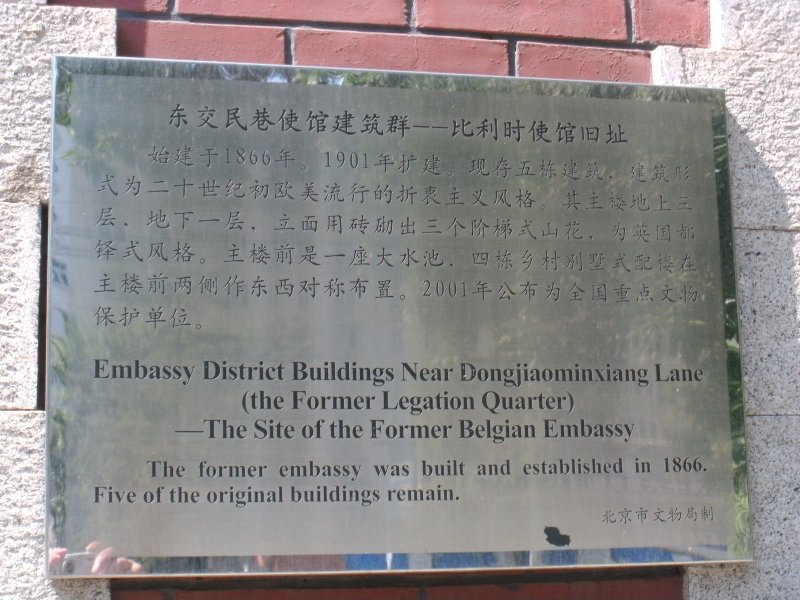 东交民巷使馆建筑群——比利时使馆旧址
始建于1866年。1901年扩建。现存五栋建筑，建筑形
式为二十世纪初欧美流行的折衷主义风格。其主楼地上三
层，地下一层，立面用砖砌出三个阶梯式山花，为英国都
铎式风格。主楼前是一座大水池，四栋乡村别墅式配楼在
主楼前两侧作东西对称布置。2001年公布为全国重点文物
保护单位。
Embassy District Buildings Near Dongjiaominxiang Lane
(the Former Legation Quarter)
—The Site of the Former Belgian Embassy
The former embassy was built and established in 1866.
Five of the original buildings remain.
北京市文物局制